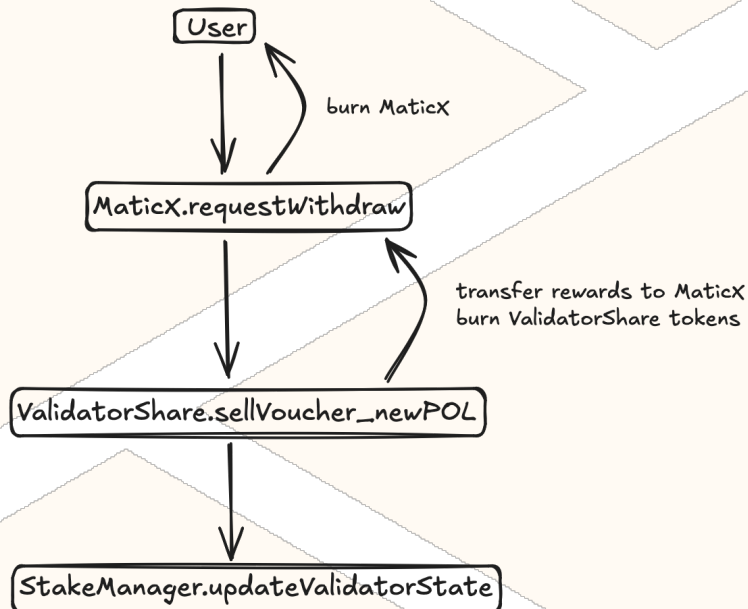 User
burn MaticX
MaticX.requestWithdraw
transfer rewards to MaticX
burn ValidatorShare tokens
ValidatorShare.sellVoucher_newPOL
StakeManager.updateValidatorState